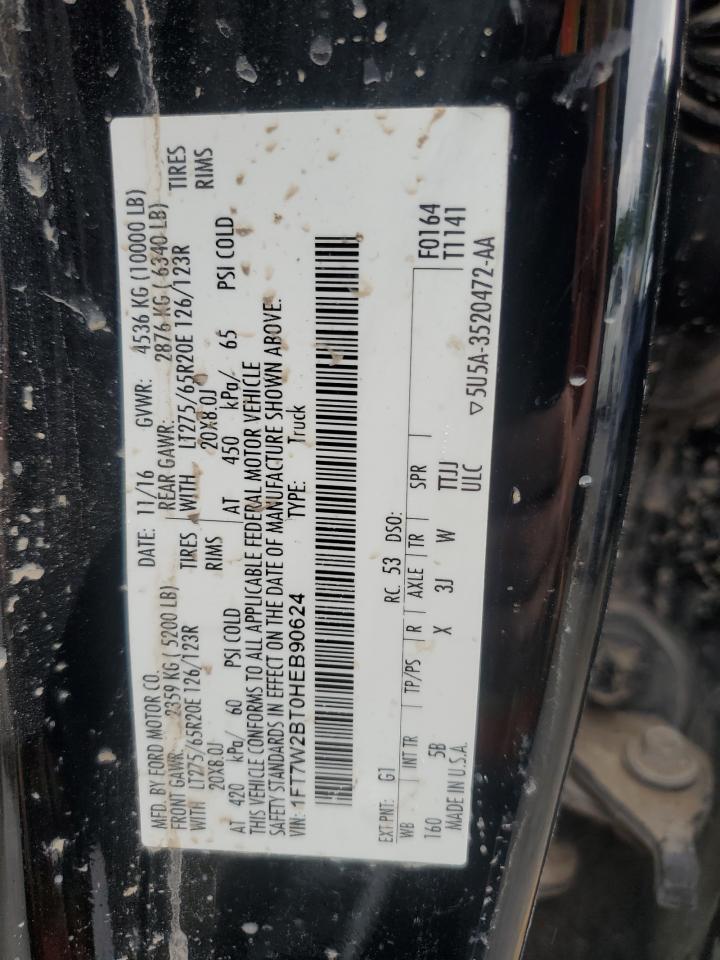 MFD. BY FORD MOTOR CO. DATE: 11/16 GVWR: 4536 KG (10000 LB)
FRONT GAWR: 2359 KG ( 5200 LB) REAR GAWR: 2876 KG ( 6340 LB)
WITH LT275/65R20E 126/123R TIRES WITH LT275/65R20E 126/123R TIRES
20X8.0J RIMS 20X8.0J RIMS
AT 420 kPa/ 60 PSI COLD AT 450 kPa/ 65 PSI COLD
THIS VEHICLE CONFORMS TO ALL APPLICABLE FEDERAL MOTOR VEHICLE
SAFETY STANDARDS IN EFFECT ON THE DATE OF MANUFACTURE SHOWN ABOVE.
VIN: 1FT7W2BT0HEB90624 TYPE: Truck
EXT PNT: G1 RC: 53 DSO: F0164
WB INT TR TP/PS R AXLE TR SPR T1141
160 5B X 3J W TTJJ
MADE IN U.S.A. ULC
▽5U5A-3520472-AA